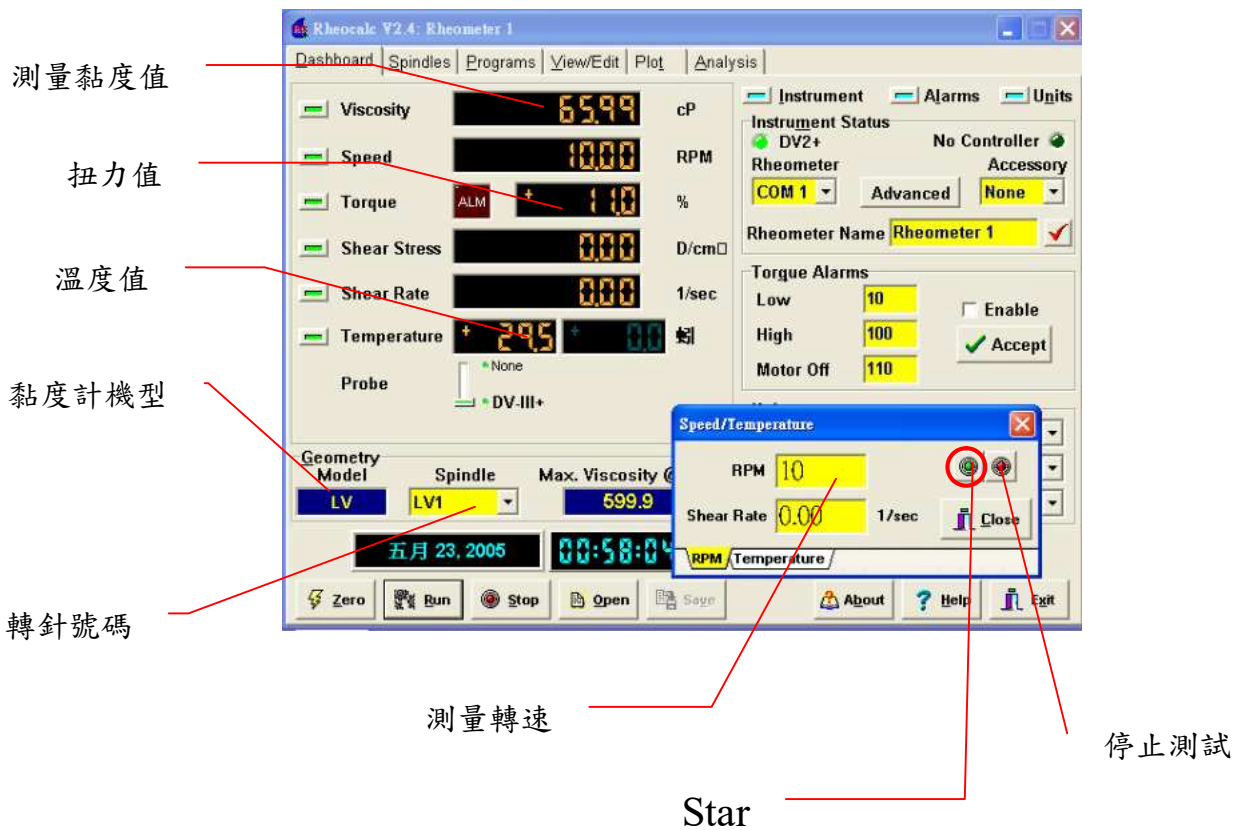 Rheocalc V2.4: Rheometer 1
Dashboard Spindles Programs View/Edit Plot Analysis
測量黏度值
扭力值
溫度值
黏度計機型
轉針號碼
Viscosity 65.99 cP
Speed 10.00 RPM
Torque ALM + 11.0 %
Shear Stress 0.00 D/cm□
Shear Rate 0.00 1/sec
Temperature + 29.5 + 0.0
Probe
None
DV-III+
Instrument Alarms Units
Instrument Status
DV2+ No Controller
Rheometer Accessory
COM 1 Advanced None
Rheometer Name Rheometer 1
Torque Alarms
Low 10
High 100
Motor Off 110
Enable
Accept
Geometry
Model Spindle Max. Viscosity @
LV LV1 599.9
五月 23, 2005 00:58:04
Speed/Temperature
RPM 10
Shear Rate 0.00 1/sec
Close
RPM Temperature
Zero Run Stop Open Save About Help Exit
測量轉速
停止測試
Star